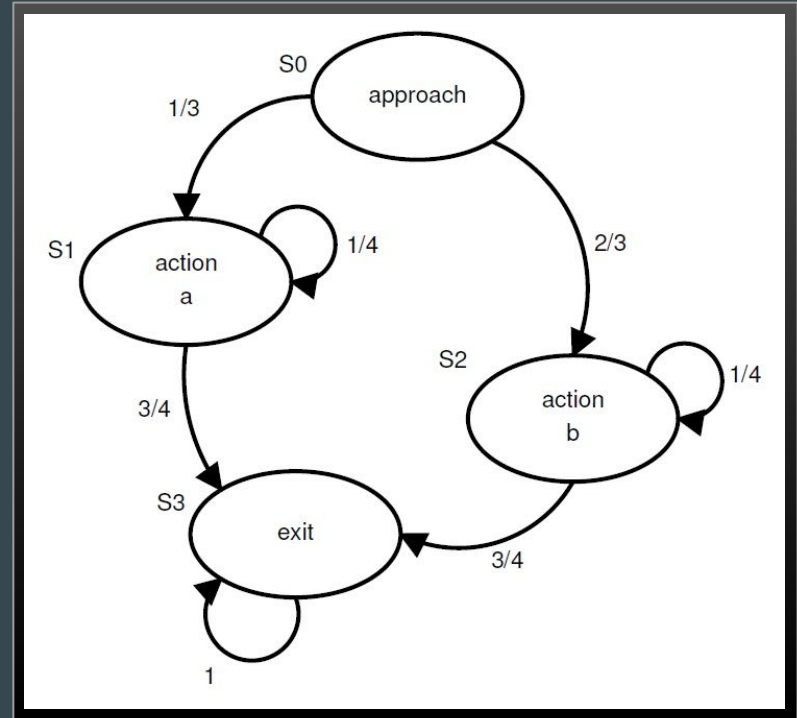 S0
approach
1/3
2/3
S1
action
a
1/4
S2
action
b
1/4
3/4
S3
exit
3/4
1